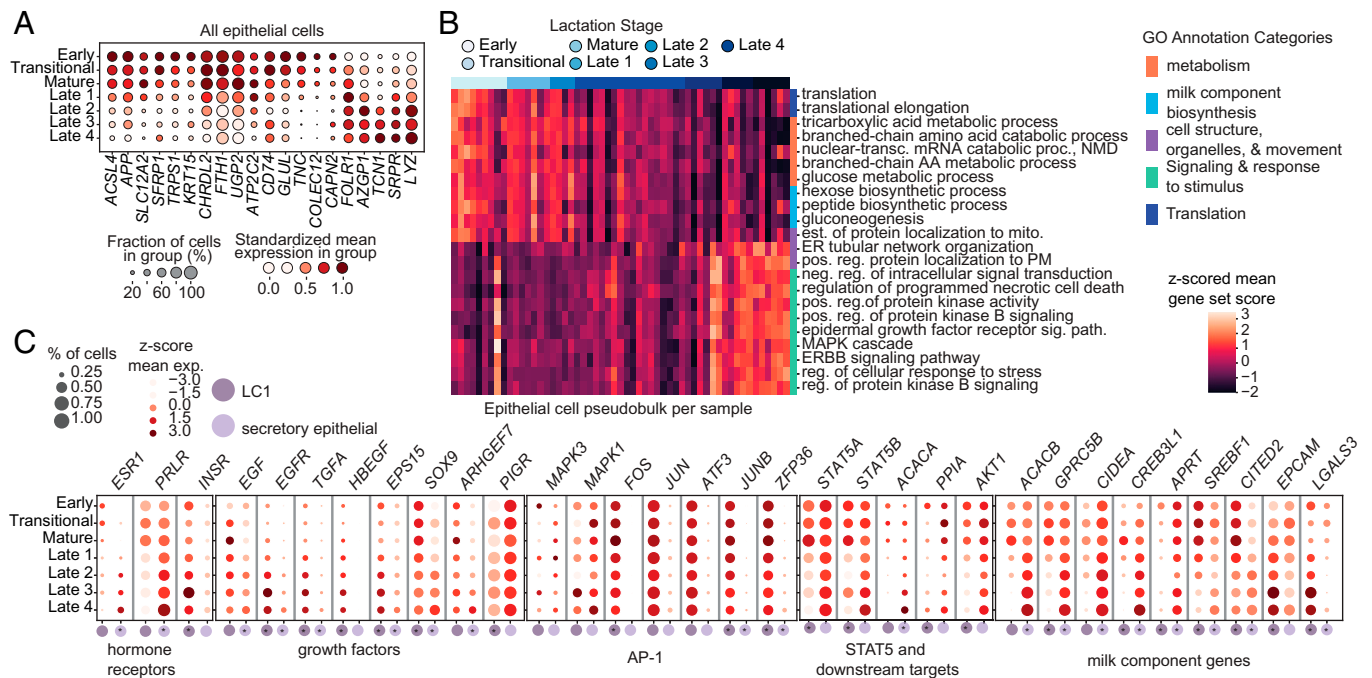 A
All epithelial cells
Early
Transitional
Mature
Late 1
Late 2
Late 3
Late 4
ACSL4
APP
SLC12A2
SFRP1
TRPS1
KRT15
CHRDL2
FTH1
UGP2
ATP2C2
CD74
GLUL
TNC
COLEC12
CAPN2
FOLR1
AZGP1
TCN1
SRPR
LYZ
Fraction of cells
in group (%)
20 60 100
Standardized mean
expression in group
0.0 0.5 1.0
B
Lactation Stage
Early Mature Late 2 Late 4
Transitional Late 1 Late 3
translation
translational elongation
tricarboxylic acid metabolic process
branched-chain amino acid catabolic process
nuclear-transc. mRNA catabolic proc., NMD
branched-chain AA metabolic process
glucose metabolic process
hexose biosynthetic process
peptide biosynthetic process
gluconeogenesis
est. of protein localization to mito.
ER tubular network organization
pos. reg. protein localization to PM
neg. reg. of intracellular signal transduction
regulation of programmed necrotic cell death
pos. reg.of protein kinase activity
pos. reg. of protein kinase B signaling
epidermal growth factor receptor sig. path.
MAPK cascade
ERBB signaling pathway
reg. of cellular response to stress
reg. of protein kinase B signaling
Epithelial cell pseudobulk per sample
GO Annotation Categories
metabolism
milk component
biosynthesis
cell structure,
organelles, & movement
Signaling & response
to stimulus
Translation
z-scored mean
gene set score
3
2
1
0
−1
−2
C
% of cells
0.25
0.50
0.75
1.00
z-score
mean exp.
−3.0
−1.5
0.0
1.5
3.0
LC1
secretory epithelial
ESR1
PRLR
INSR
EGF
EGFR
TGFA
HBEGF
EPS15
SOX9
ARHGEF7
PIGR
MAPK3
MAPK1
FOS
JUN
ATF3
JUNB
ZFP36
STAT5A
STAT5B
ACACA
PPIA
AKT1
ACACB
GPRC5B
CIDEA
CREB3L1
APRT
SREBF1
CITED2
EPCAM
LGALS3
Early
Transitional
Mature
Late 1
Late 2
Late 3
Late 4
hormone
receptors
growth factors
AP-1
STAT5 and
downstream targets
milk component genes